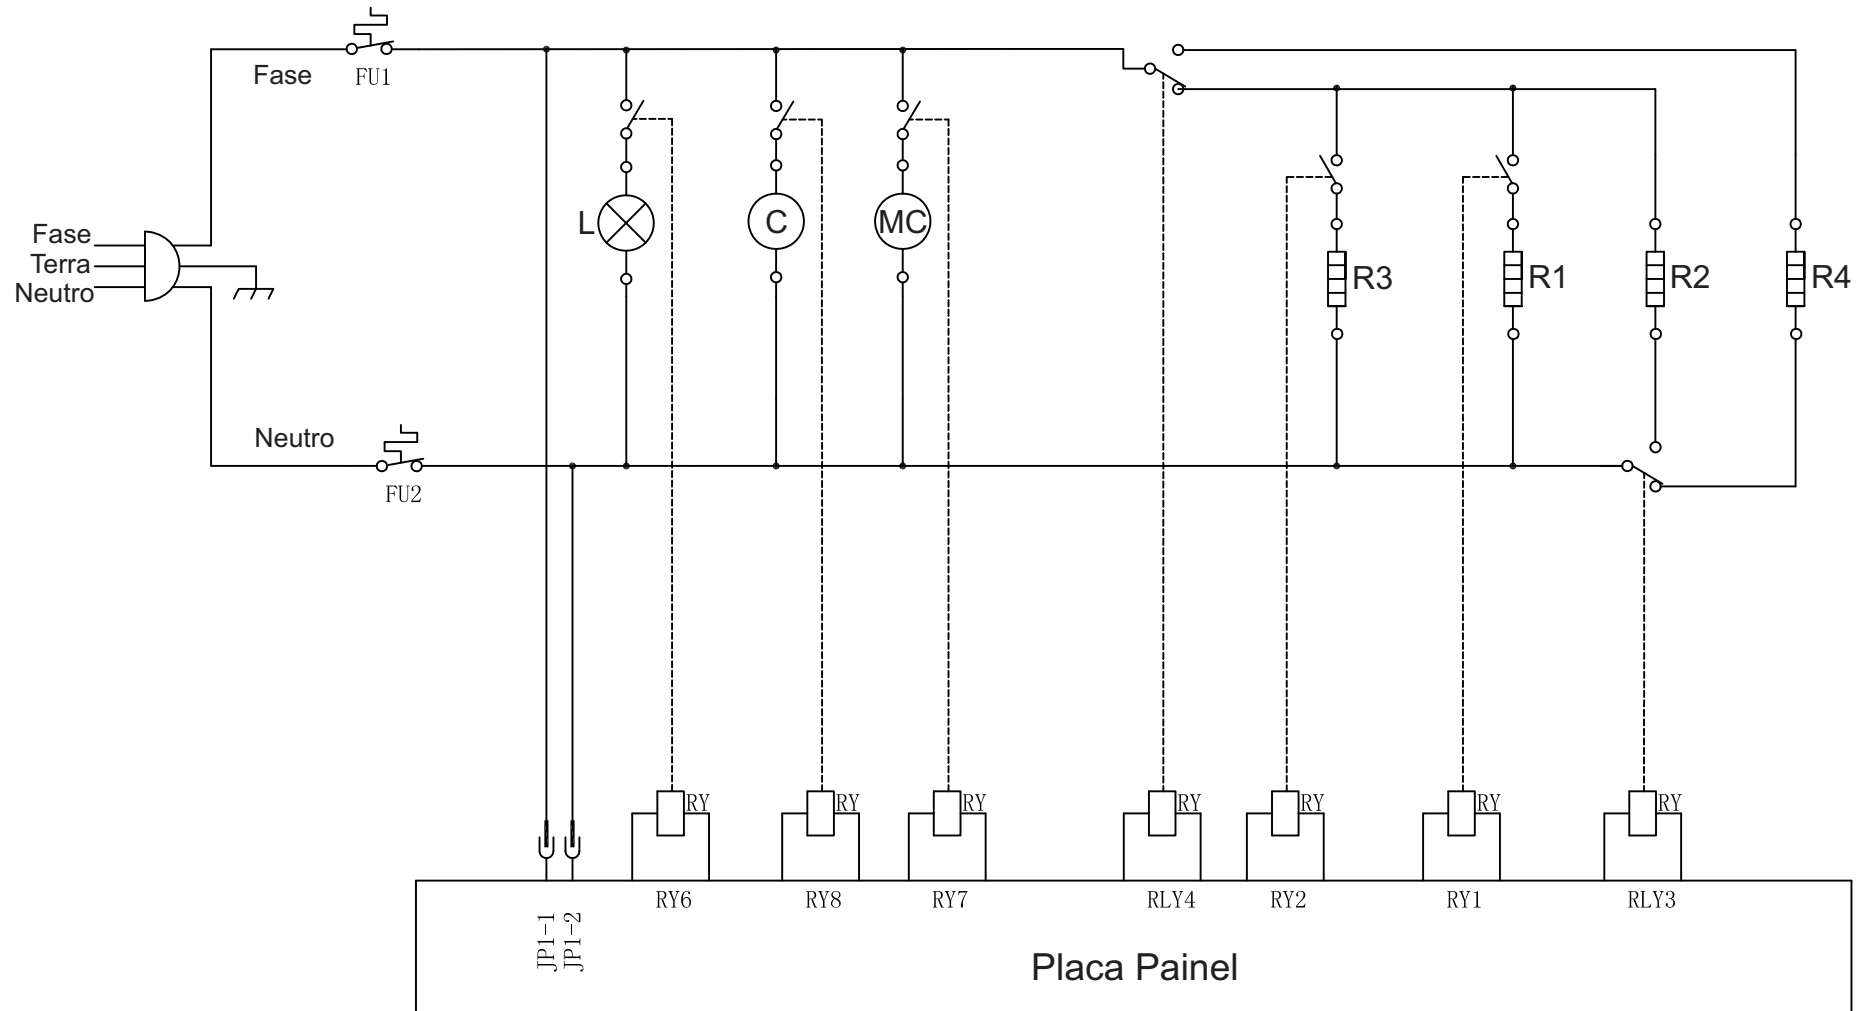 Fase
FU1
L
C
MC
Fase
Terra
Neutro
R3
R1
R2
R4
Neutro
FU2
RY
RY
RY
RY
RY
RY
RY
RY6
RY8
RY7
RLY4
RY2
RY1
RLY3
JP1-1
JP1-2
Placa Painel